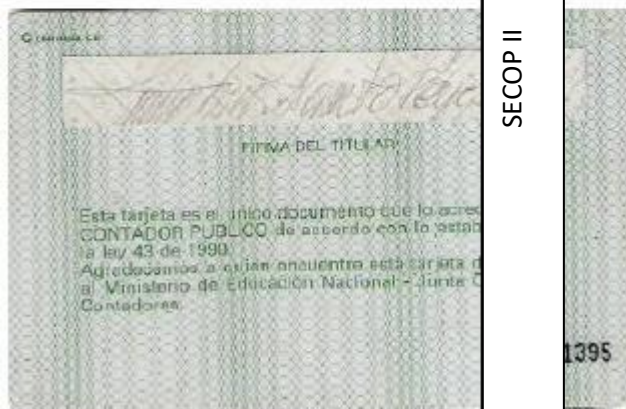 FIRMA DEL TITULAR
Esta tarjeta es el único documento que lo acred
CONTADOR PUBLICO de acuerdo con lo estab
la ley 43 de 1990.
Agradecemos a quien encuentre esta tarjeta d
al Ministerio de Educación Nacional - Junta C
Contadores.
SECOP II
1395